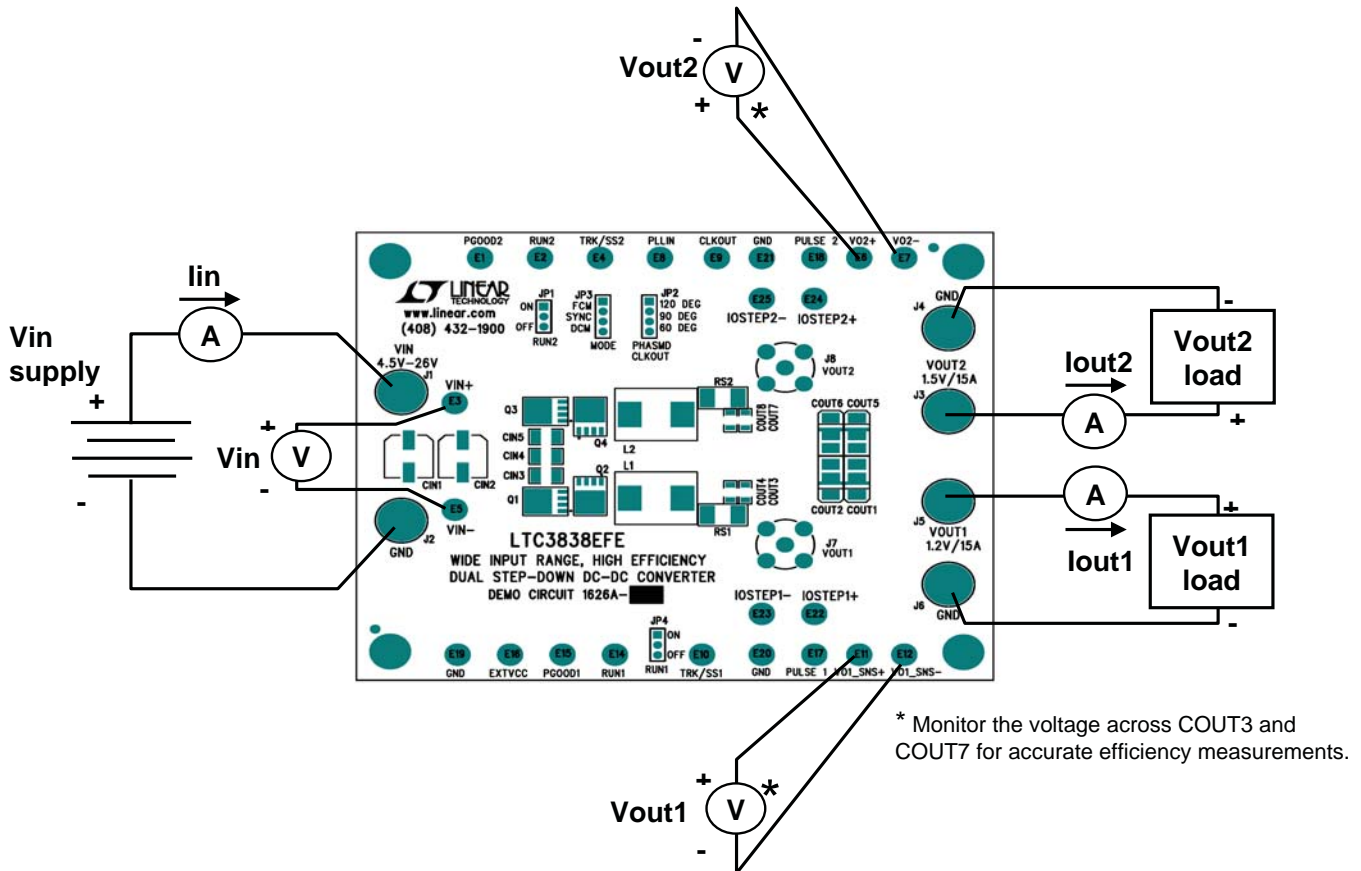 -
Vout2
V
+
*
PGOOD2 RUN2 TRK/SS2 PLLIN CLKOUT GND PULSE 2 VO2+ VO2-
E1 E2 E4 E8 E9 E21 E18 E6 E7
LINEAR
TECHNOLOGY
www.linear.com
(408) 432-1900
JP1
ON
OFF
RUN2
JP3
FCM
SYNC
DCM
MODE
JP2
120 DEG
90 DEG
60 DEG
PHASMD
CLKOUT
E25 E24
IOSTEP2- IOSTEP2+
Iin
A
Vin
supply
+
-
VIN
4.5V-26V
J1
VIN+
E3
+
Vin
V
-
E5
VIN-
J2
GND
CIN1 CIN2
Q3
Q4
CIN5
CIN4
CIN3
Q2
Q1
L2
L1
RS2
COUT8
COUT7
COUT4
COUT3
RS1
J8
VOUT2
COUT6 COUT5
COUT2 COUT1
J7
VOUT1
GND
J4
VOUT2
1.5V/15A
J3
J5
VOUT1
1.2V/15A
J6
GND
-
Vout2
load
+
Iout2
A
A
Iout1
+
Vout1
load
-
LTC3838EFE
WIDE INPUT RANGE, HIGH EFFICIENCY
DUAL STEP-DOWN DC-DC CONVERTER
DEMO CIRCUIT 1626A-
IOSTEP1- IOSTEP1+
E23 E22
JP4
ON
OFF
RUN1
E19 E16 E15 E14 E10 E20 E17 E11 E12
GND EXTVCC PGOOD1 RUN1 TRK/SS1 GND PULSE 1 VO1_SNS+ VO1_SNS-
* Monitor the voltage across COUT3 and
COUT7 for accurate efficiency measurements.
+
Vout1
V
*
-